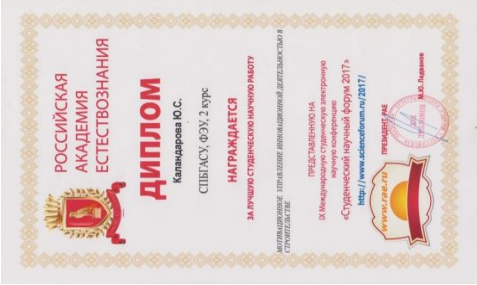 РОССИЙСКАЯ
АКАДЕМИЯ
ЕСТЕСТВОЗНАНИЯ
ДИПЛОМ
Каландарова Ю.С.
СПБГАСУ, ФЭУ, 2 курс
НАГРАЖДАЕТСЯ
ЗА ЛУЧШУЮ СТУДЕНЧЕСКУЮ НАУЧНУЮ РАБОТУ
МОТИВАЦИОННОЕ УПРАВЛЕНИЕ ИННОВАЦИОННОЙ ДЕЯТЕЛЬНОСТЬЮ В
СТРОИТЕЛЬСТВЕ
ПРЕДСТАВЛЕННУЮ НА
IX Международную студенческую электронную
научную конференцию
«Студенческий научный форум 2017»
http://www.scienceforum.ru/2017/
ПРЕЗИДЕНТ РАЕ
М.Ю. Ледванов
www.rae.ru